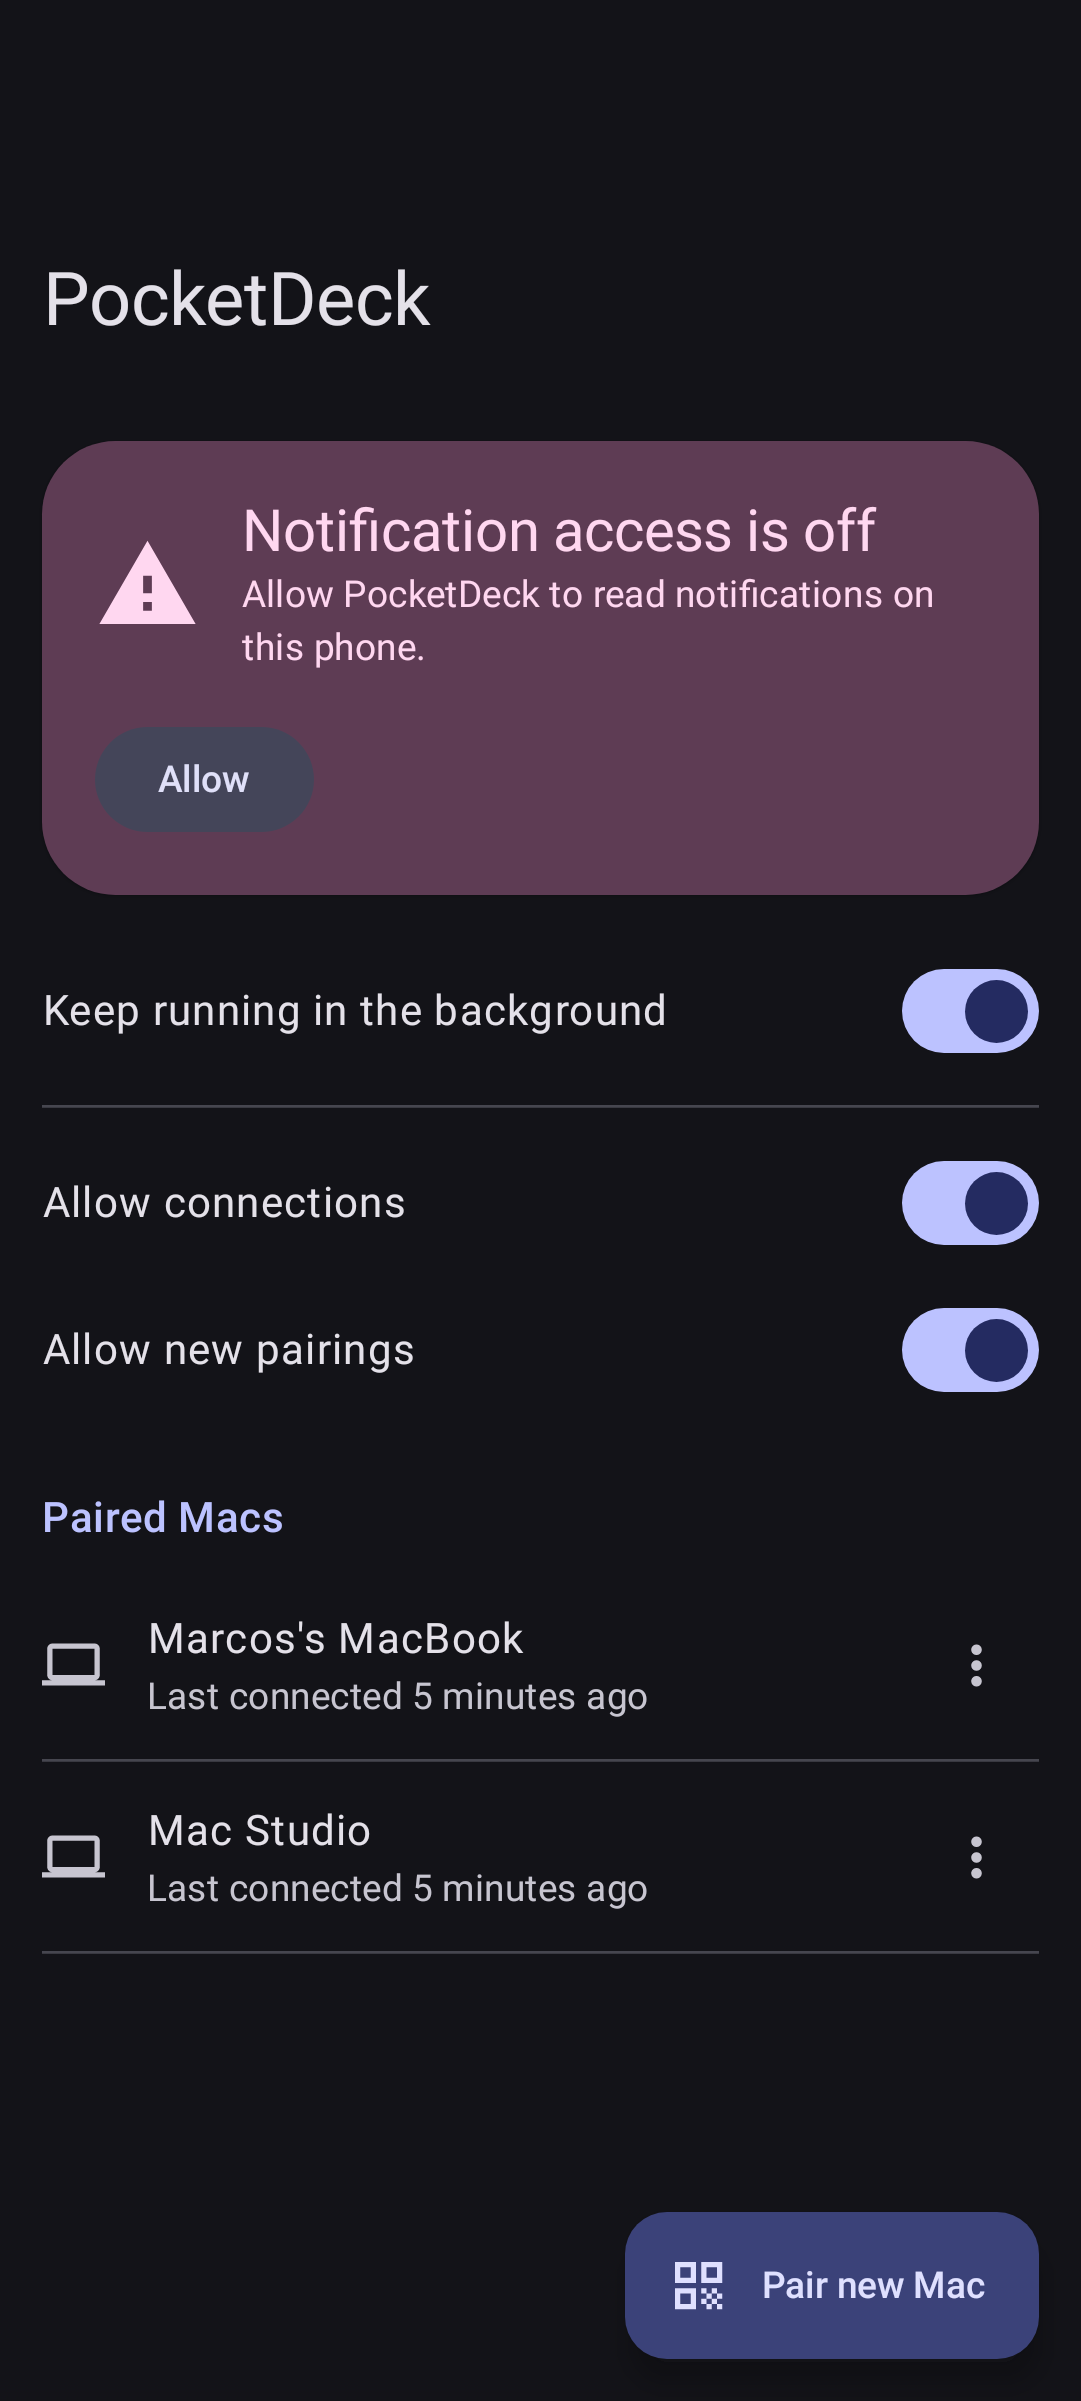 PocketDeck
Notification access is off
Allow PocketDeck to read notifications on
this phone.
Allow
Keep running in the background
Allow connections
Allow new pairings
Paired Macs
Marcos's MacBook
Last connected 5 minutes ago
Mac Studio
Last connected 5 minutes ago
Pair new Mac